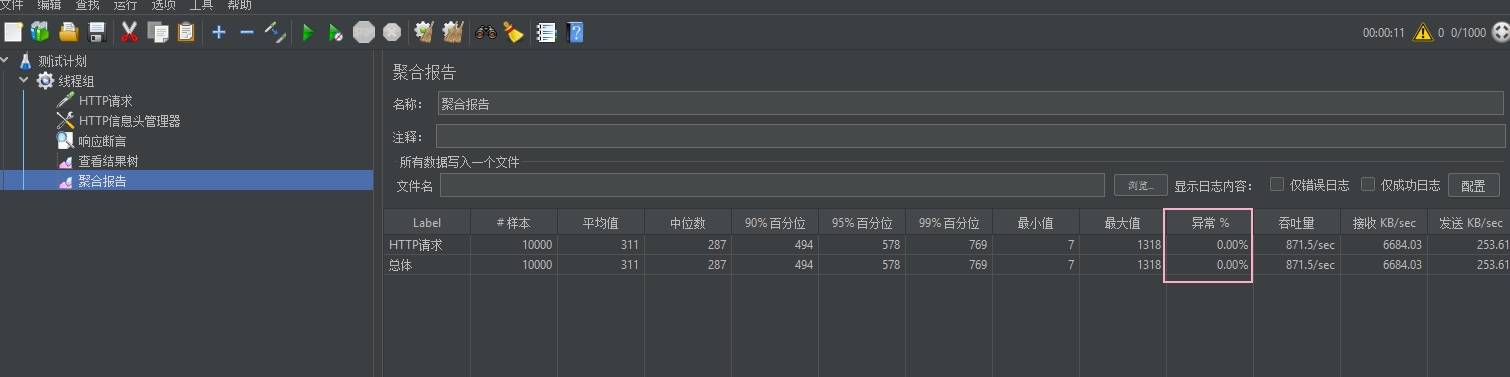 文件 编辑 查找 运行 选项 工具 帮助
00:00:11 0 0/1000
测试计划
线程组
HTTP请求
HTTP信息头管理器
响应断言
查看结果树
聚合报告
聚合报告
名称： 聚合报告
注释：
所有数据写入一个文件
文件名 浏览... 显示日志内容： 仅错误日志 仅成功日志 配置
Label # 样本 平均值 中位数 90% 百分位 95% 百分位 99% 百分位 最小值 最大值 异常 % 吞吐量 接收 KB/sec 发送 KB/sec
HTTP请求 10000 311 287 494 578 769 7 1318 0.00% 871.5/sec 6684.03 253.61
总体 10000 311 287 494 578 769 7 1318 0.00% 871.5/sec 6684.03 253.61